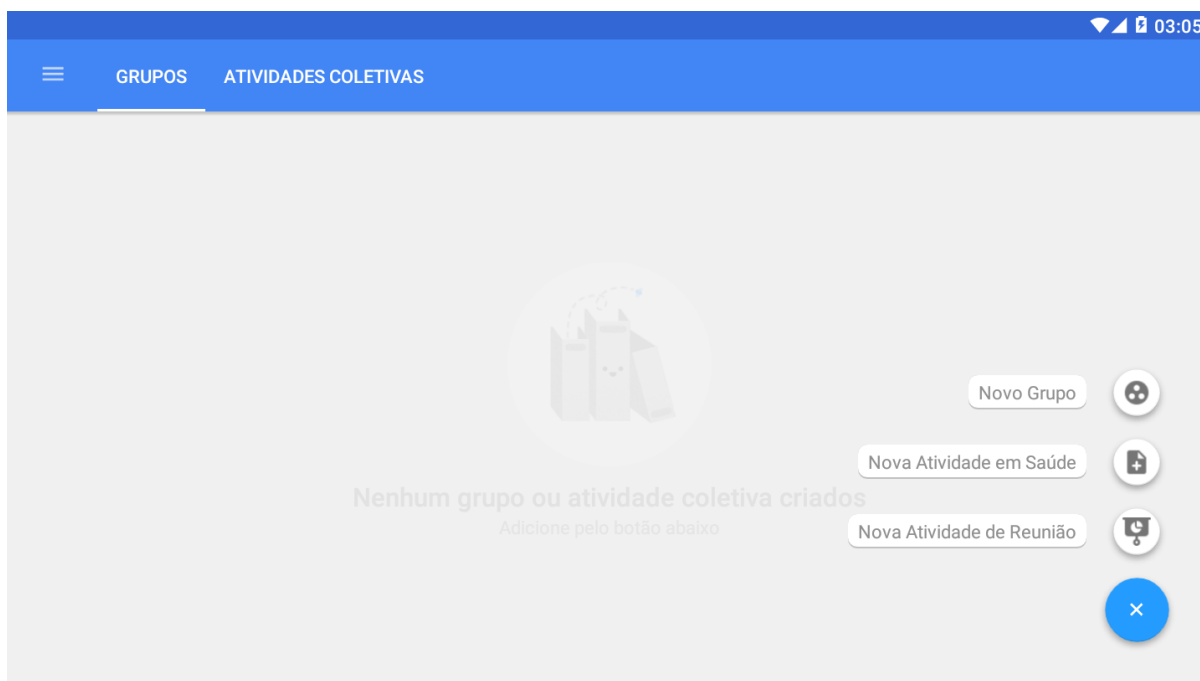 03:05
GRUPOS ATIVIDADES COLETIVAS
Novo Grupo
Nova Atividade em Saúde
Nenhum grupo ou atividade coletiva criados
Adicione pelo botão abaixo
Nova Atividade de Reunião